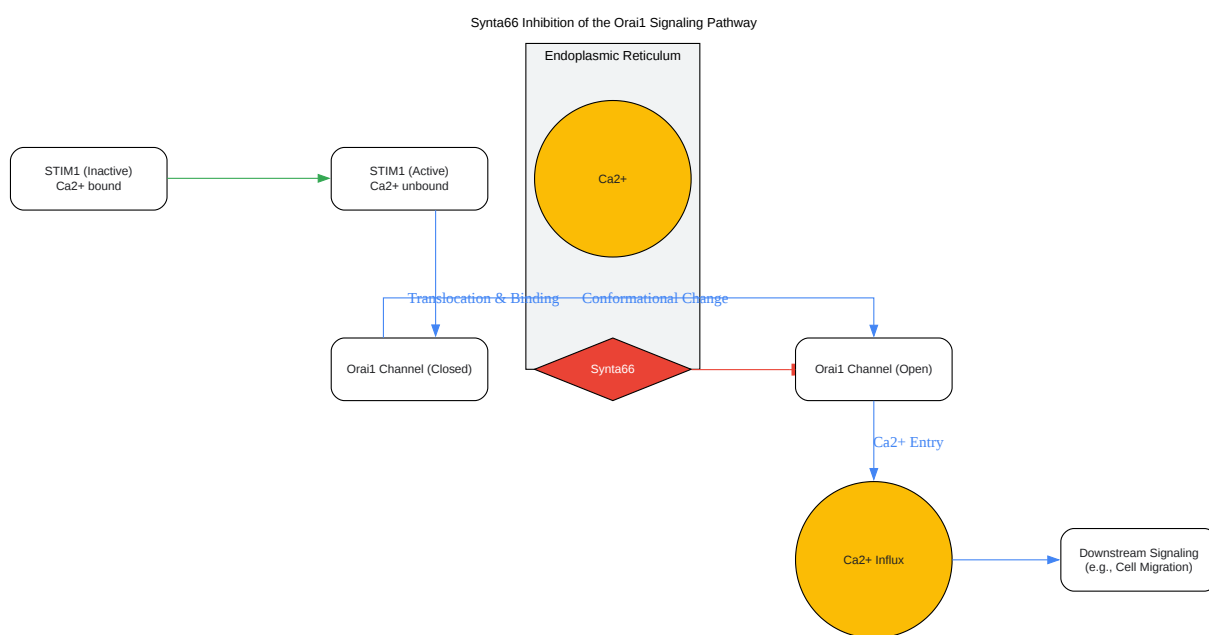 Synta66 Inhibition of the Orai1 Signaling Pathway
Endoplasmic Reticulum
Ca2+
STIM1 (Inactive)
Ca2+ bound
STIM1 (Active)
Ca2+ unbound
Translocation & Binding
Conformational Change
Orai1 Channel (Closed)
Synta66
Orai1 Channel (Open)
Ca2+ Entry
Ca2+ Influx
Downstream Signaling
(e.g., Cell Migration)